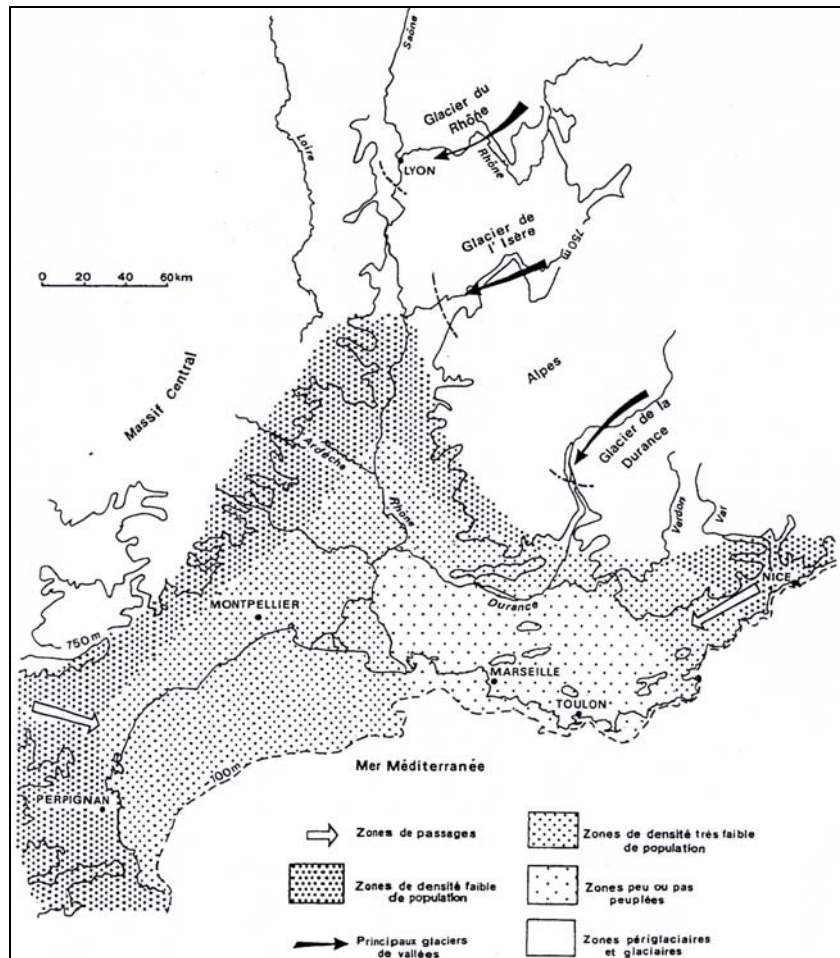 Saône
Loire
Glacier du
Rhône
Rhône
LYON
Glacier de
l'Isère
750m
0 20 40 60km
Massif Central
Alpes
Glacier de la
Durance
Ardèche
Rhône
Verdon
Var
NICE
Durance
MONTPELLIER
750 m
MARSEILLE
TOULON
100m
PERPIGNAN
Mer Méditerranée
Zones de passages
Zones de densité faible
de population
Principaux glaciers
de vallées
Zones de densité très faible
de population
Zones peu ou pas
peuplées
Zones périglaciaires
et glaciaires